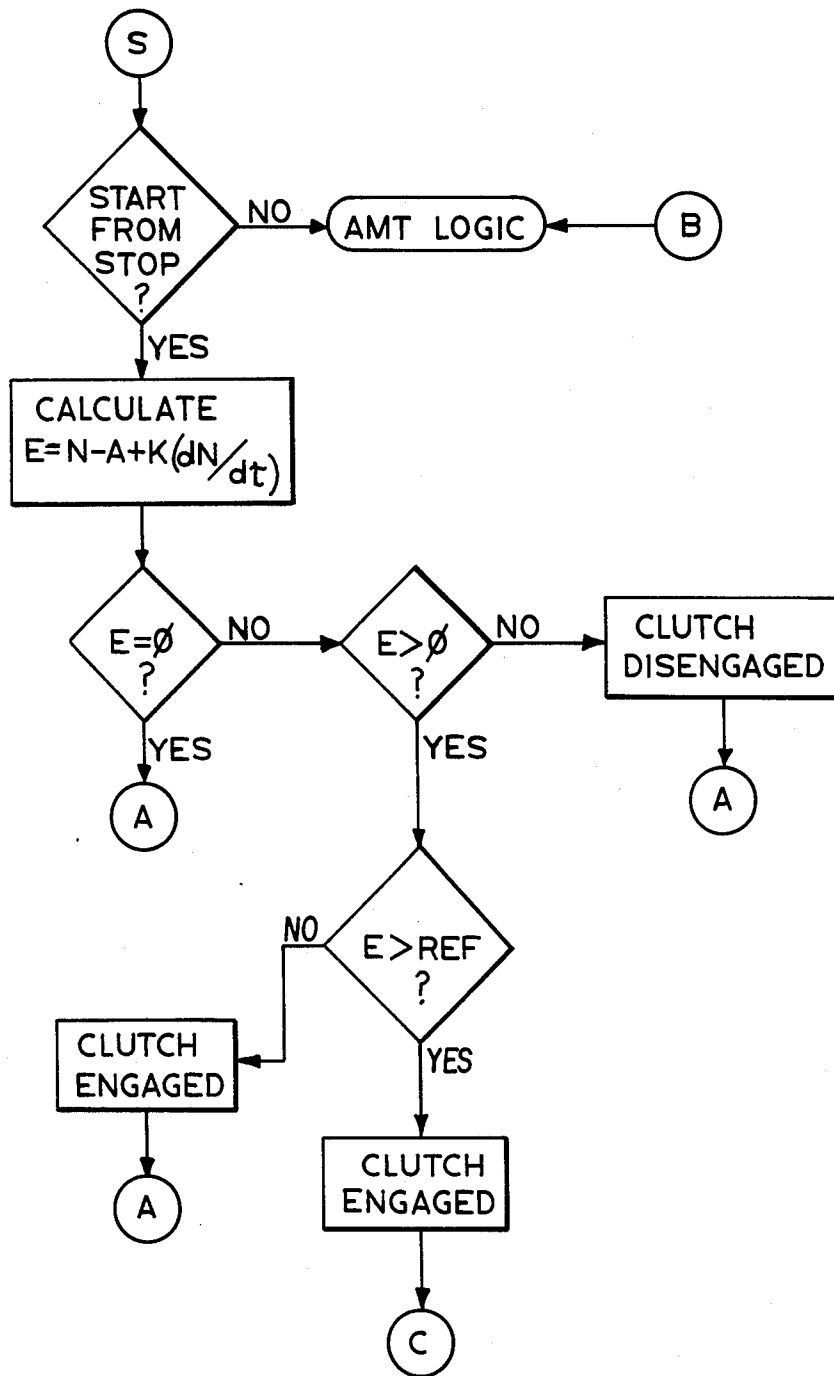 S
START
FROM
STOP
?
NO
AMT LOGIC
B
YES
CALCULATE
E=N-A+K(dN/dt)
E=Ø
?
NO
E>Ø
?
NO
CLUTCH
DISENGAGED
YES
A
YES
A
E>REF
?
NO
CLUTCH
ENGAGED
A
YES
CLUTCH
ENGAGED
C